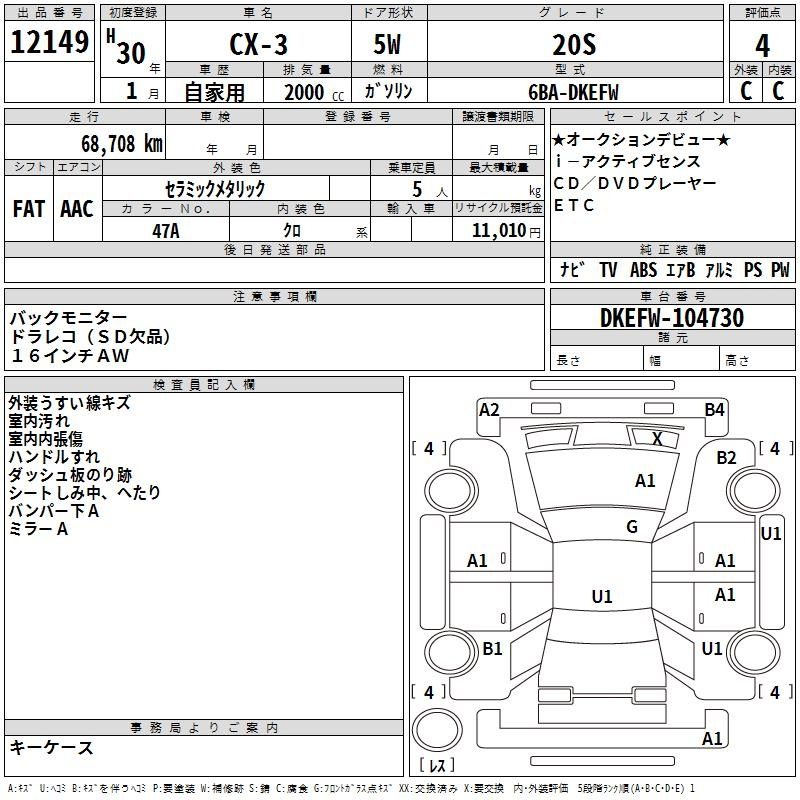 出品番号 初度登録 車名 ドア形状 グレード 評価点
12149 H30年 CX-3 5W 20S 4
車歴 排気量 燃料 型式 外装 内装
1月 自家用 2000 CC ｶﾞｿﾘﾝ 6BA-DKEFW C C
走行 車検 登録番号 譲渡書類期限
68,708 km 年 月 月 日
シフト エアコン 外装色 乗車定員 最大積載量
FAT AAC ｾﾗﾐｯｸﾒﾀﾘｯｸ 5 人 kg
カラーNo. 内装色 輸入車 リサイクル預託金
47A ｸﾛ 系 11,010 円
後日発送部品
セールスポイント
★オークションデビュー★
ｉ－アクティブセンス
ＣＤ／ＤＶＤプレーヤー
ＥＴＣ
純正装備
ﾅﾋﾞ TV ABS ｴｱB ｱﾙﾐ PS PW
注意事項欄
バックモニター
ドラレコ（ＳＤ欠品）
１６インチＡＷ
車台番号
DKEFW-104730
諸元
長さ 幅 高さ
検査員記入欄
外装うすい線キズ
室内汚れ
室内内張傷
ハンドルすれ
ダッシュ板のり跡
シートしみ中、へたり
バンパー下Ａ
ミラーＡ
事務局よりご案内
キーケース
A2 B4
X
[ 4 ] B2 [ 4 ]
A1
G
U1
A1 A1
U1 A1
B1 U1
[ 4 ] [ 4 ]
A1
[ ﾚｽ ]
A:ｷｽﾞ U:ﾍｺﾐ B:ｷｽﾞを伴うﾍｺﾐ P:要塗装 W:補修跡 S:錆 C:腐食 G:ﾌﾛﾝﾄｶﾞﾗｽ点ｷｽﾞ XX:交換済み X:要交換 内･外装評価 5段階ﾗﾝｸ順(A･B･C･D･E) 1